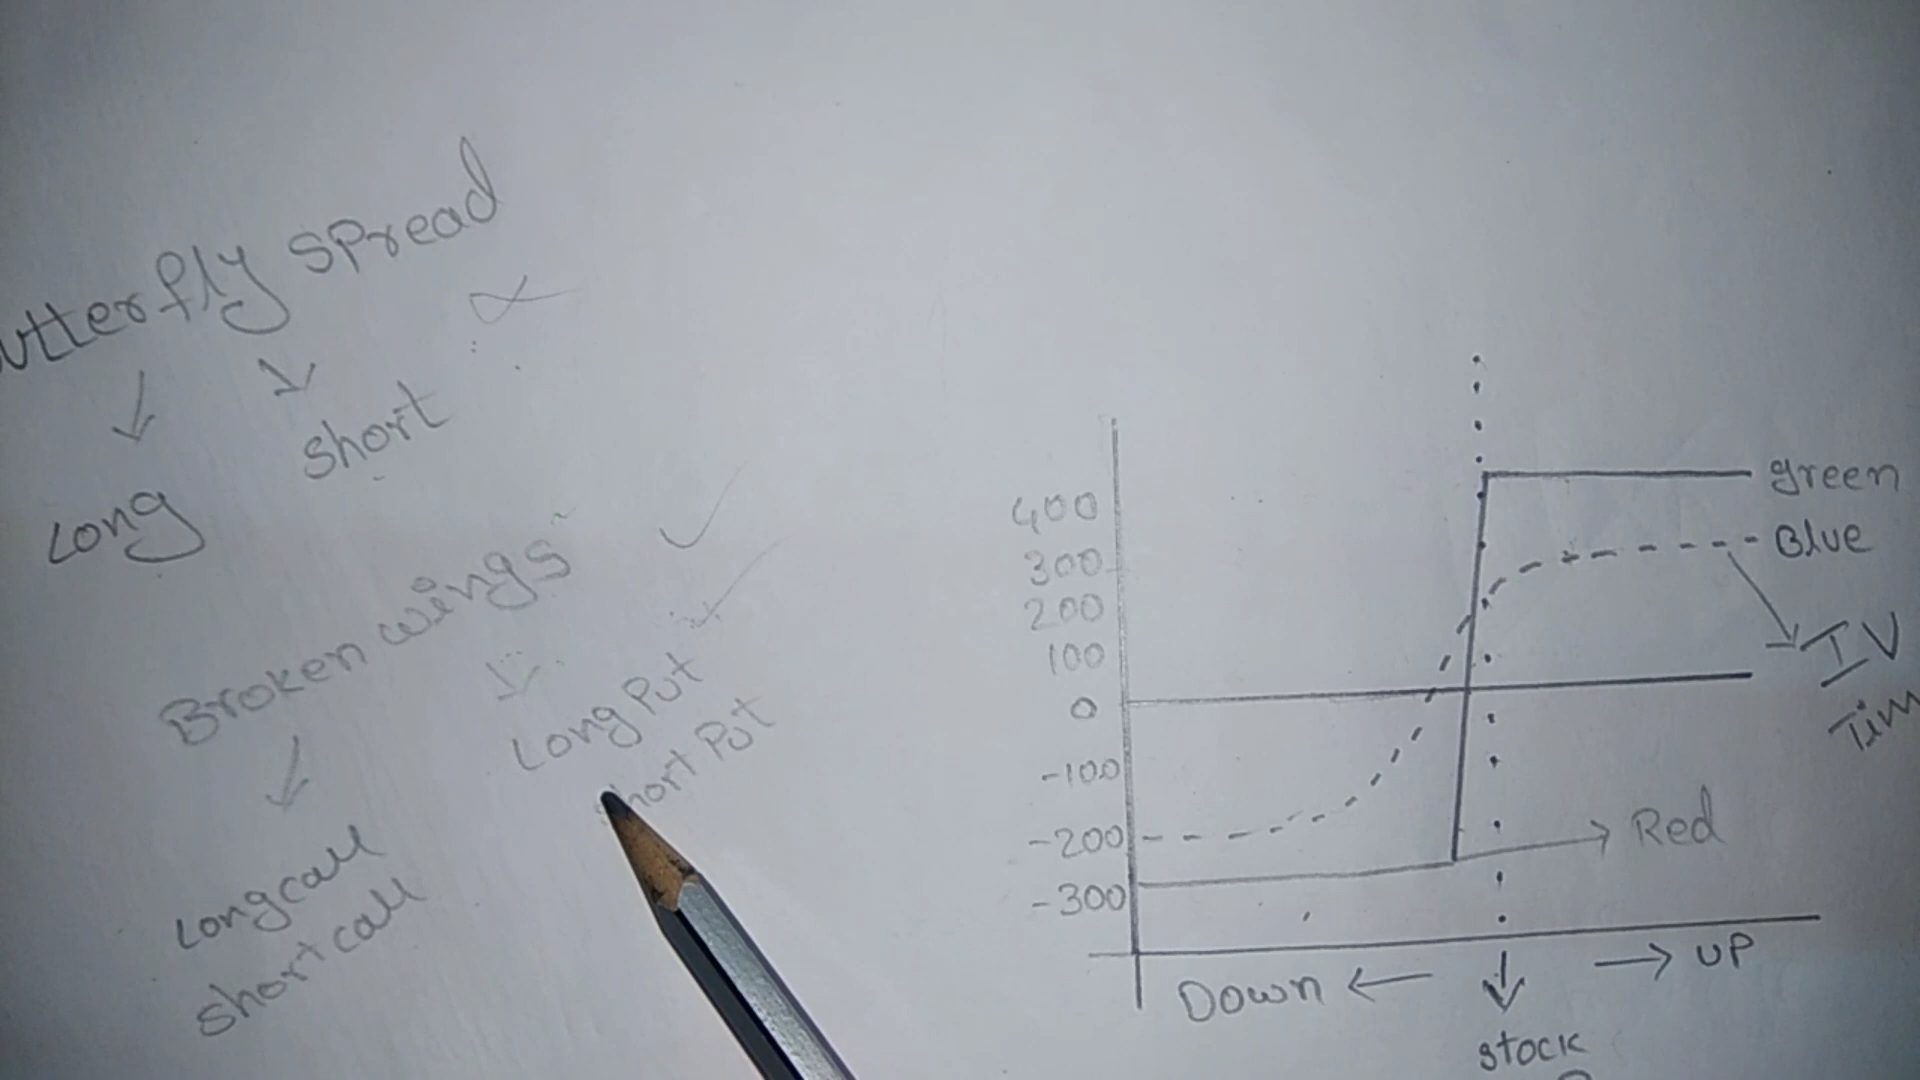 utterfly spread
Long
short
Broken wings
Long call
short call
Long Put
short Put
400
300
200
100
0
-100
-200
-300
green
Blue
IV
Tim
Red
Down ← → UP
stock